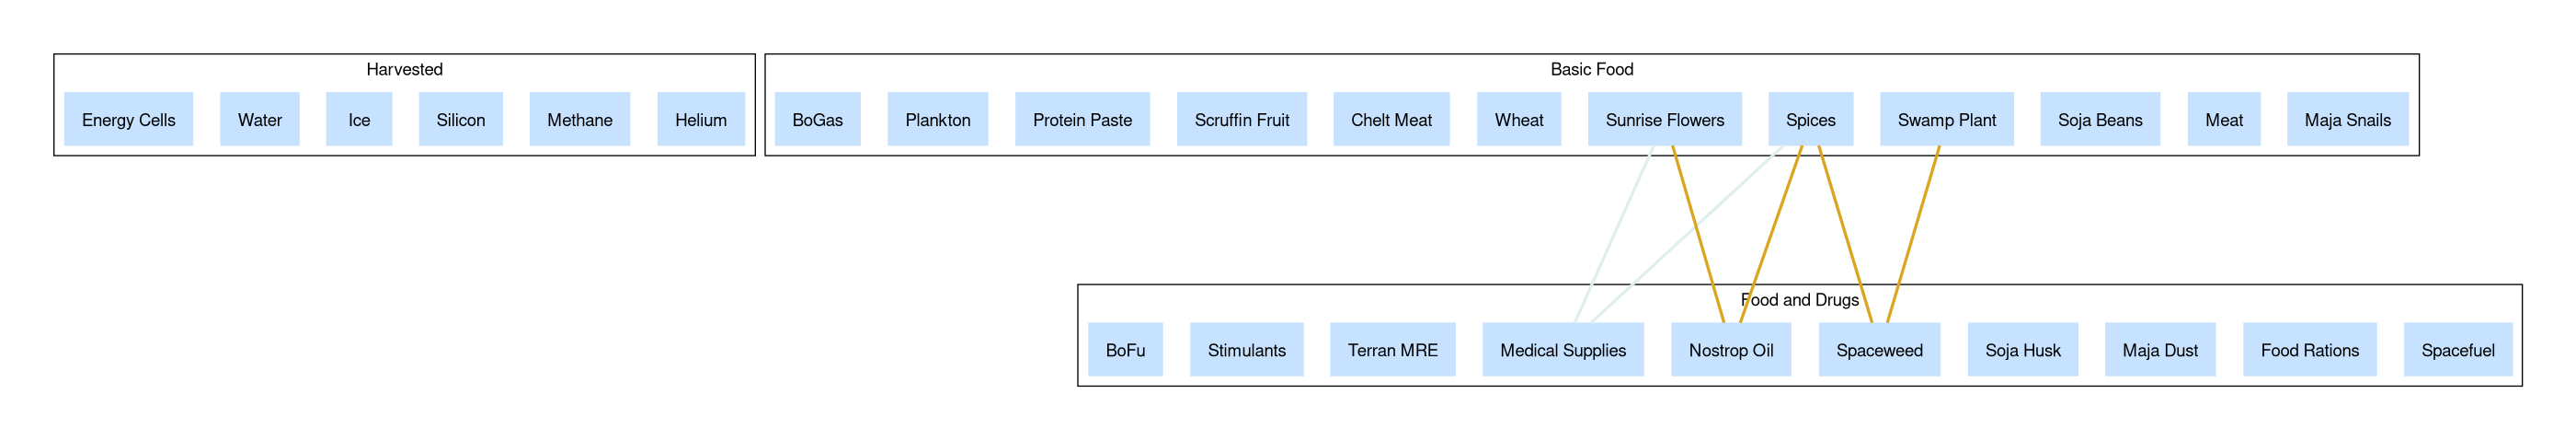 Harvested
Energy Cells
Water
Ice
Silicon
Methane
Helium
Basic Food
BoGas
Plankton
Protein Paste
Scruffin Fruit
Chelt Meat
Wheat
Sunrise Flowers
Spices
Swamp Plant
Soja Beans
Meat
Maja Snails
Food and Drugs
BoFu
Stimulants
Terran MRE
Medical Supplies
Nostrop Oil
Spaceweed
Soja Husk
Maja Dust
Food Rations
Spacefuel